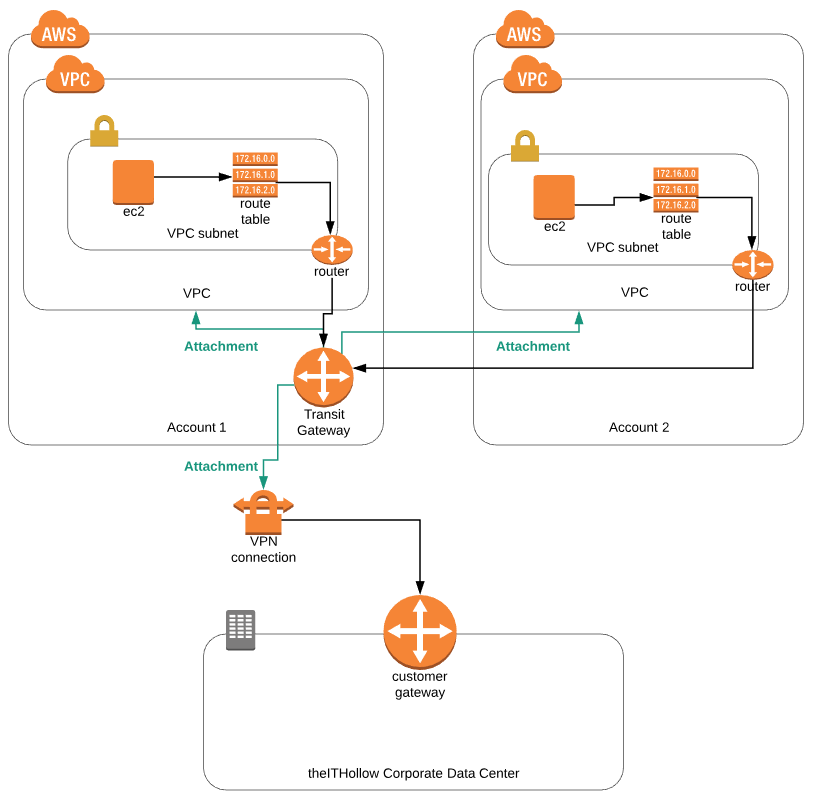 AWS
AWS
VPC
VPC
172.16.0.0
172.16.1.0
172.16.2.0
route
table
ec2
VPC subnet
router
VPC
172.16.0.0
172.16.1.0
172.16.2.0
route
table
ec2
VPC subnet
router
VPC
Attachment
Attachment
Transit
Gateway
Account 1
Account 2
Attachment
VPN
connection
customer
gateway
theITHollow Corporate Data Center